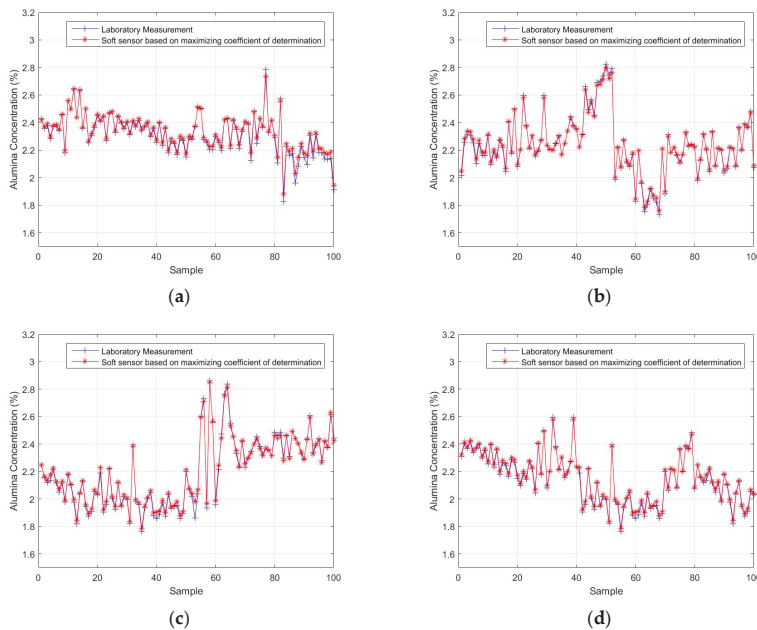 3.2
3
2.8
2.6
2.4
2.2
2
1.8
1.6
Alumina Concentration (%)
Laboratory Measurement
Soft sensor based on maximizing coefficient of determination
0 20 40 60 80 100
Sample
(a)
3.2
3
2.8
2.6
2.4
2.2
2
1.8
1.6
Alumina Concentration (%)
Laboratory Measurement
Soft sensor based on maximizing coefficient of determination
0 20 40 60 80 100
Sample
(b)
3.2
3
2.8
2.6
2.4
2.2
2
1.8
1.6
Alumina Concentration (%)
Laboratory Measurement
Soft sensor based on maximizing coefficient of determination
0 20 40 60 80 100
Sample
(c)
3.2
3
2.8
2.6
2.4
2.2
2
1.8
1.6
Alumina Concentration (%)
Laboratory Measurement
Soft sensor based on maximizing coefficient of determination
0 20 40 60 80 100
Sample
(d)